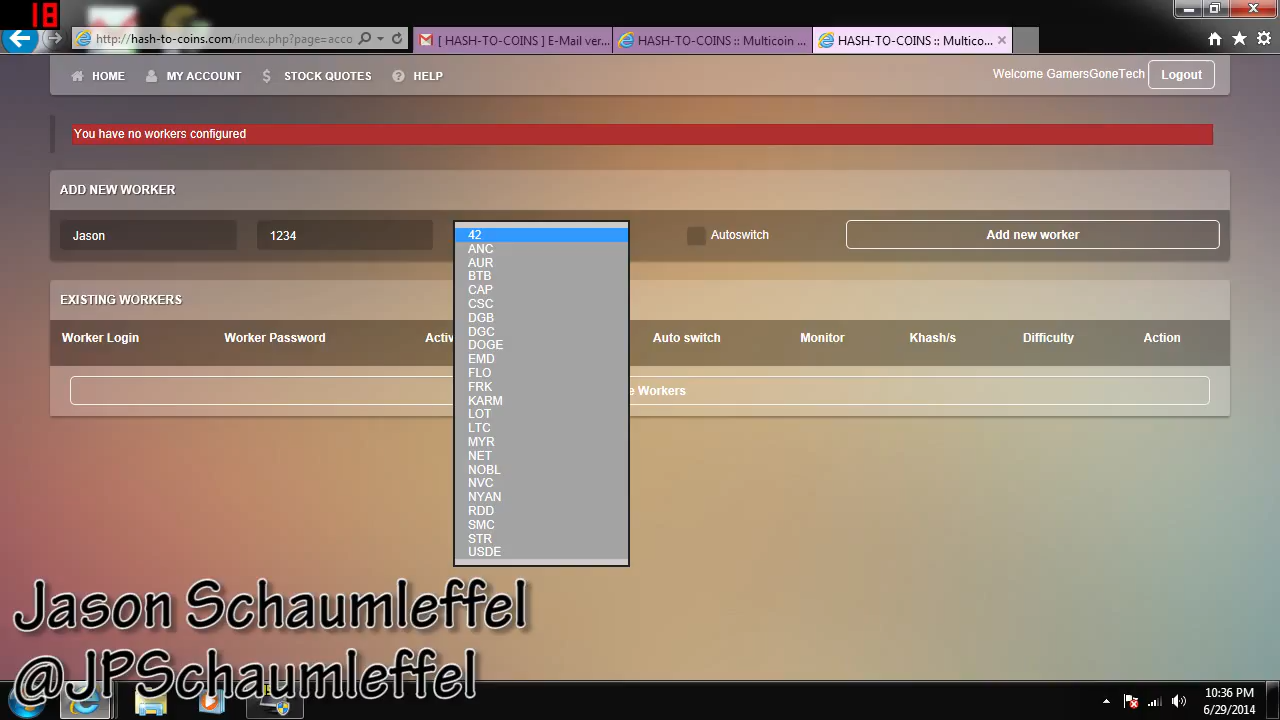 18
http://hash-to-coins.com/index.php?page=acco
[ HASH-TO-COINS ] E-Mail ver...
HASH-TO-COINS :: Multicoin ...
HASH-TO-COINS :: Multico...
HOME
MY ACCOUNT
STOCK QUOTES
HELP
Welcome GamersGoneTech
Logout
You have no workers configured
ADD NEW WORKER
Jason
1234
Autoswitch
Add new worker
42
ANC
AUR
BTB
CAP
CSC
DGB
DGC
DOGE
EMD
FLO
FRK
KARM
LOT
LTC
MYR
NET
NOBL
NVC
NYAN
RDD
SMC
STR
USDE
EXISTING WORKERS
Worker Login
Worker Password
Activ
Auto switch
Monitor
Khash/s
Difficulty
Action
e Workers
Jason Schaumleffel
@JPSchaumleffel
10:36 PM
6/29/2014